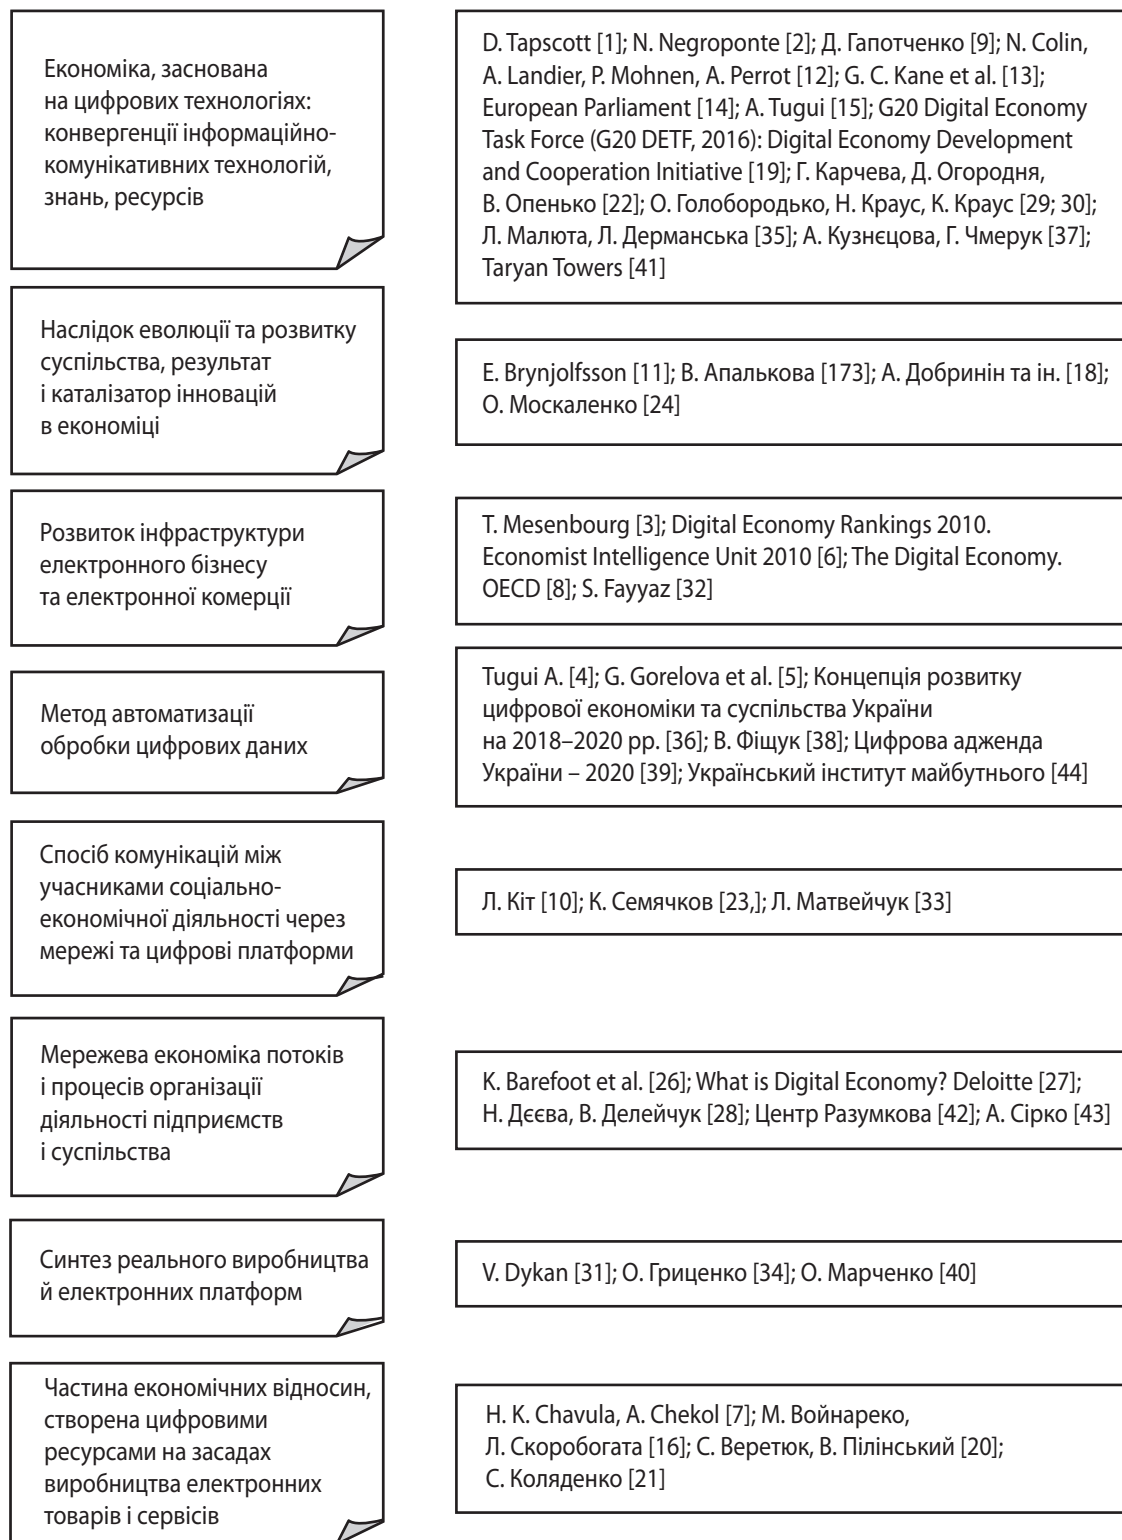 Економіка, заснована
на цифрових технологіях:
конвергенції інформаційно-
комунікативних технологій,
знань, ресурсів
D. Tapscott [1]; N. Negroponte [2]; Д. Гапотченко [9]; N. Colin,
A. Landier, P. Mohnen, A. Perrot [12]; G. C. Kane et al. [13];
European Parliament [14]; A. Tugui [15]; G20 Digital Economy
Task Force (G20 DETF, 2016): Digital Economy Development
and Cooperation Initiative [19]; Г. Карчева, Д. Огородня,
В. Опенько [22]; О. Голобородько, Н. Краус, К. Краус [29; 30];
Л. Малюта, Л. Дерманська [35]; А. Кузнєцова, Г. Чмерук [37];
Taryan Towers [41]
Наслідок еволюції та розвитку
суспільства, результат
і каталізатор інновацій
в економіці
E. Brynjolfsson [11]; В. Апалькова [173]; А. Добринін та ін. [18];
О. Москаленко [24]
Розвиток інфраструктури
електронного бізнесу
та електронної комерції
T. Mesenbourg [3]; Digital Economy Rankings 2010.
Economist Intelligence Unit 2010 [6]; The Digital Economy.
OECD [8]; S. Fayyaz [32]
Метод автоматизації
обробки цифрових даних
Tugui A. [4]; G. Gorelova et al. [5]; Концепція розвитку
цифрової економіки та суспільства України
на 2018–2020 рр. [36]; В. Фіщук [38]; Цифрова адженда
України – 2020 [39]; Український інститут майбутнього [44]
Спосіб комунікацій між
учасниками соціально-
економічної діяльності через
мережі та цифрові платформи
Л. Кіт [10]; К. Семячков [23,]; Л. Матвейчук [33]
Мережева економіка потоків
і процесів організації
діяльності підприємств
і суспільства
K. Barefoot et al. [26]; What is Digital Economy? Deloitte [27];
Н. Дєєва, В. Делейчук [28]; Центр Разумкова [42]; А. Сірко [43]
Синтез реального виробництва
й електронних платформ
V. Dykan [31]; О. Гриценко [34]; О. Марченко [40]
Частина економічних відносин,
створена цифровими
ресурсами на засадах
виробництва електронних
товарів і сервісів
H. K. Chavula, A. Chekol [7]; М. Войнареко,
Л. Скоробогата [16]; С. Веретюк, В. Пілінський [20];
С. Коляденко [21]